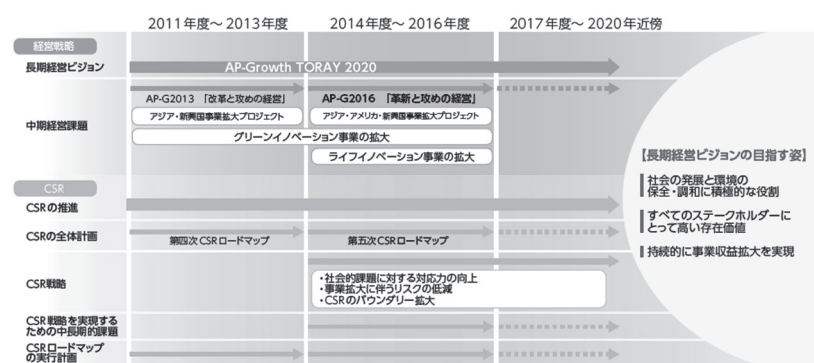 2011年度～2013年度
2014年度～2016年度
2017年度～2020年近傍
経営戦略
長期経営ビジョン
AP-Growth TORAY 2020
中期経営課題
AP-G2013 「改革と攻めの経営」
AP-G2016 「革新と攻めの経営」
アジア・新興国事業拡大プロジェクト
アジア・アメリカ・新興国事業拡大プロジェクト
グリーンイノベーション事業の拡大
ライフイノベーション事業の拡大
CSR
CSRの推進
CSRの全体計画
第四次CSRロードマップ
第五次CSRロードマップ
CSR戦略
・社会的課題に対する対応力の向上
・事業拡大に伴うリスクの低減
・CSRのバウンダリー拡大
CSR戦略を実現する
ための中長期的課題
CSRロードマップ
の実行計画
【長期経営ビジョンの目指す姿】
社会の発展と環境の
保全・調和に積極的な役割
すべてのステークホルダーに
とって高い存在価値
持続的に事業収益拡大を実現